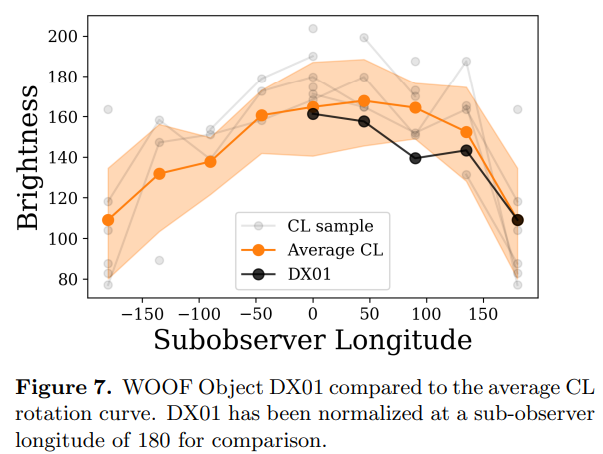 200
180
160
140
120
100
80
Brightness
CL sample
Average CL
DX01
−150 −100 −50 0 50 100 150
Subobserver Longitude
Figure 7. WOOF Object DX01 compared to the average CL
rotation curve. DX01 has been normalized at a sub-observer
longitude of 180 for comparison.